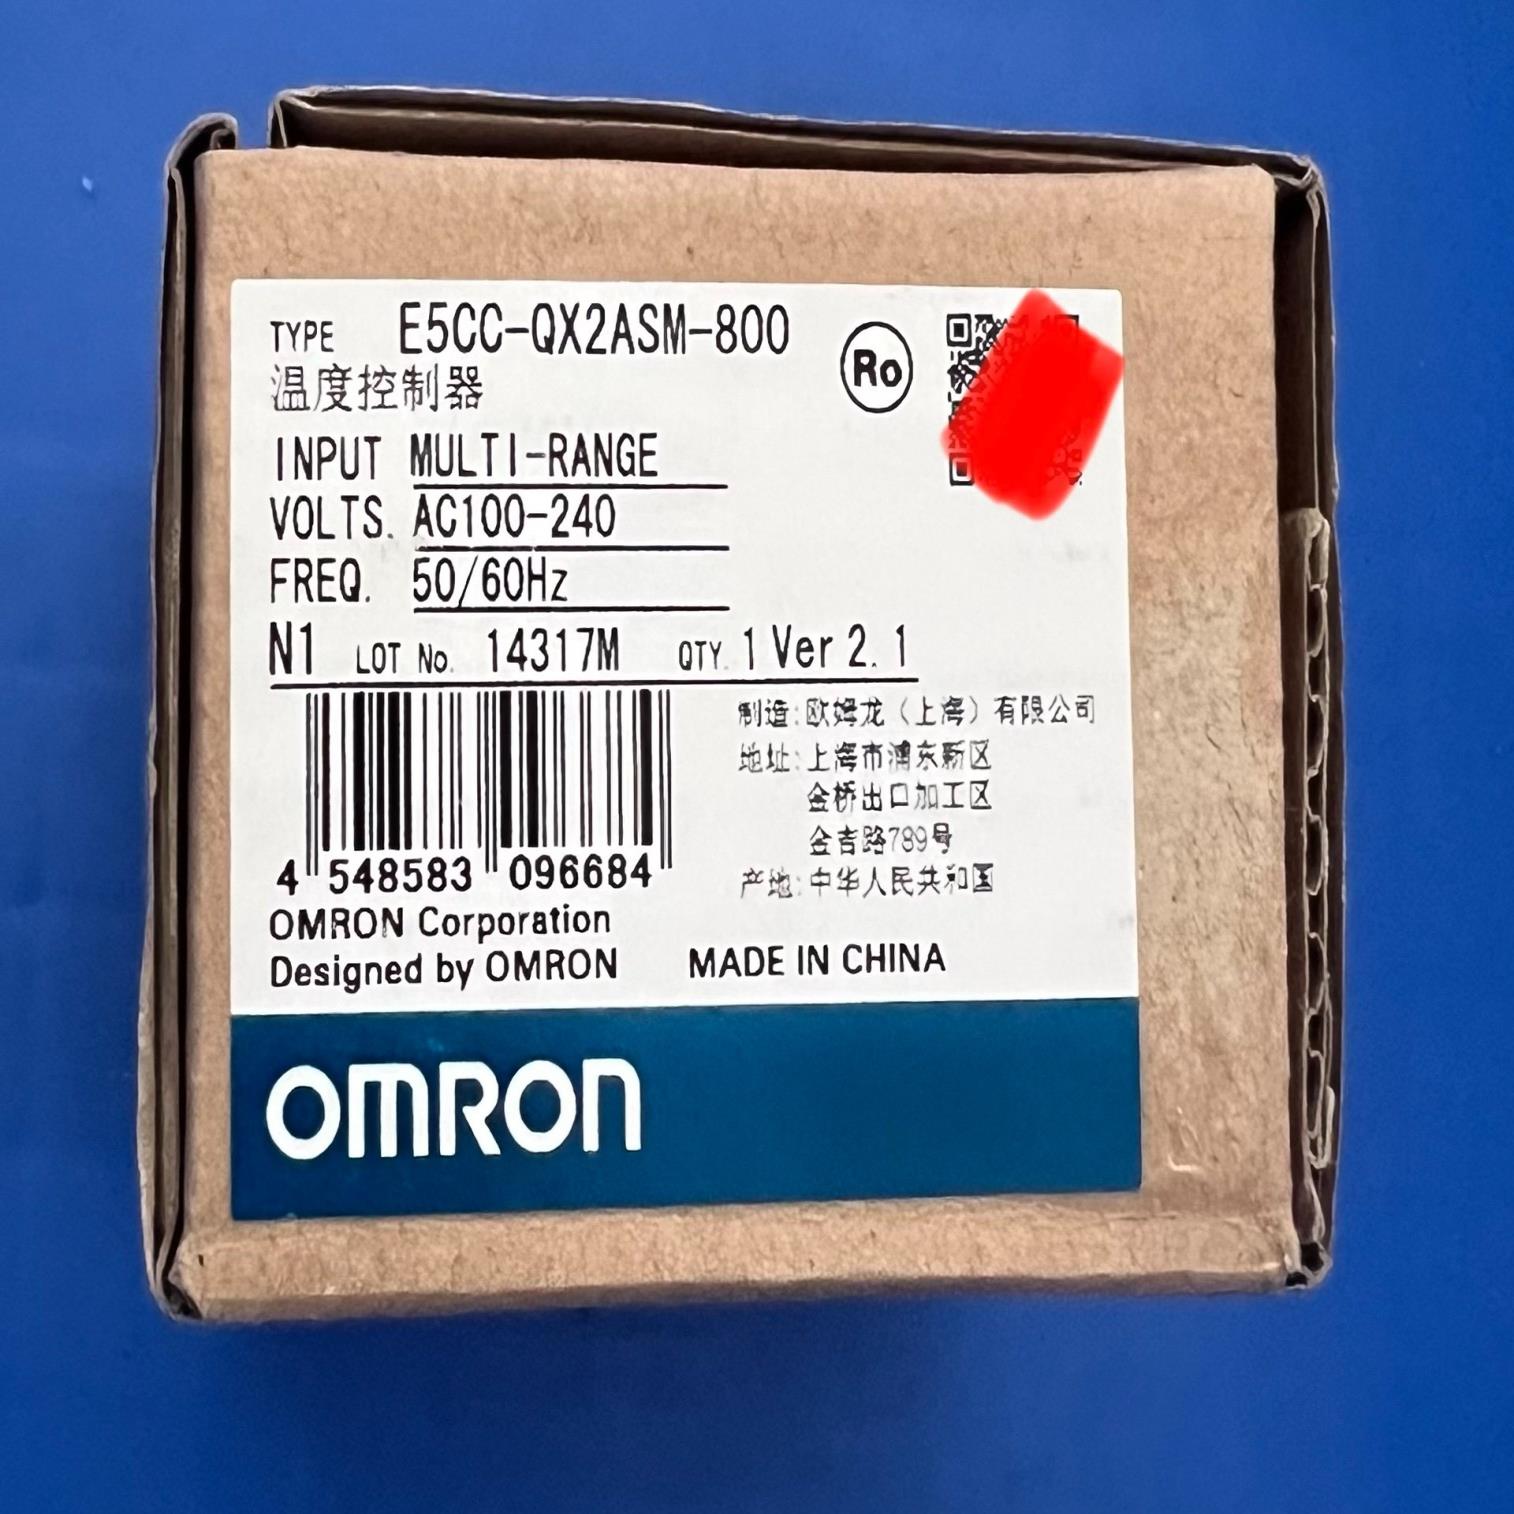 TYPE E5CC-QX2ASM-800
温度控制器
Ro
INPUT MULTI-RANGE
VOLTS. AC100-240
FREQ. 50/60Hz
N1 LOT No. 14317M QTY. 1 Ver 2.1
制造:欧姆龙(上海)有限公司
地址:上海市浦东新区
金桥出口加工区
金吉路789号
产地:中华人民共和国
4 548583 096684
OMRON Corporation
Designed by OMRON MADE IN CHINA
OMRON